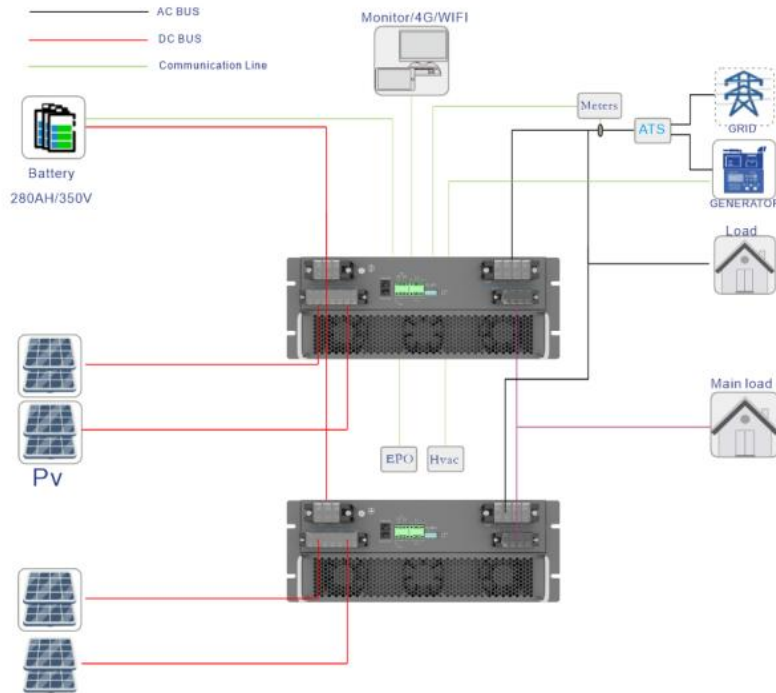 AC BUS
DC BUS
Communication Line
Monitor/4G/WIFI
Meters
ATS
GRID
GENERATOR
Battery
280AH/350V
Load
Main load
Pv
EPO
Hvac